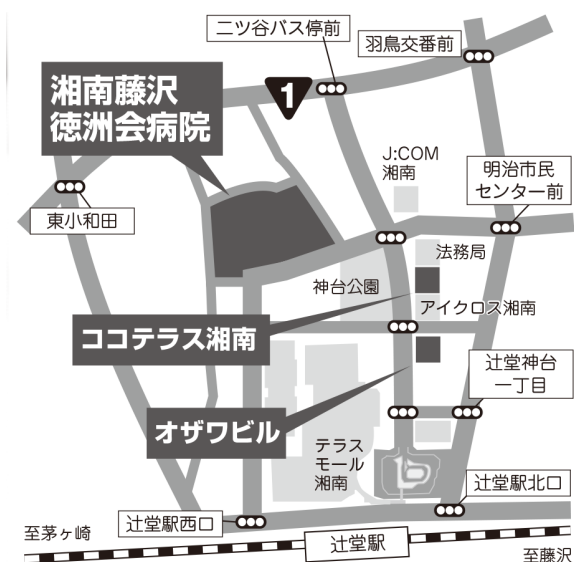 二ツ谷バス停前
羽鳥交番前
湘南藤沢
徳洲会病院
1
J:COM
湘南
明治市民
センター前
東小和田
法務局
神台公園
アイクロス湘南
ココテラス湘南
辻堂神台
一丁目
オザワビル
テラス
モール
湘南
辻堂駅北口
辻堂駅西口
至茅ヶ崎
辻堂駅
至藤沢